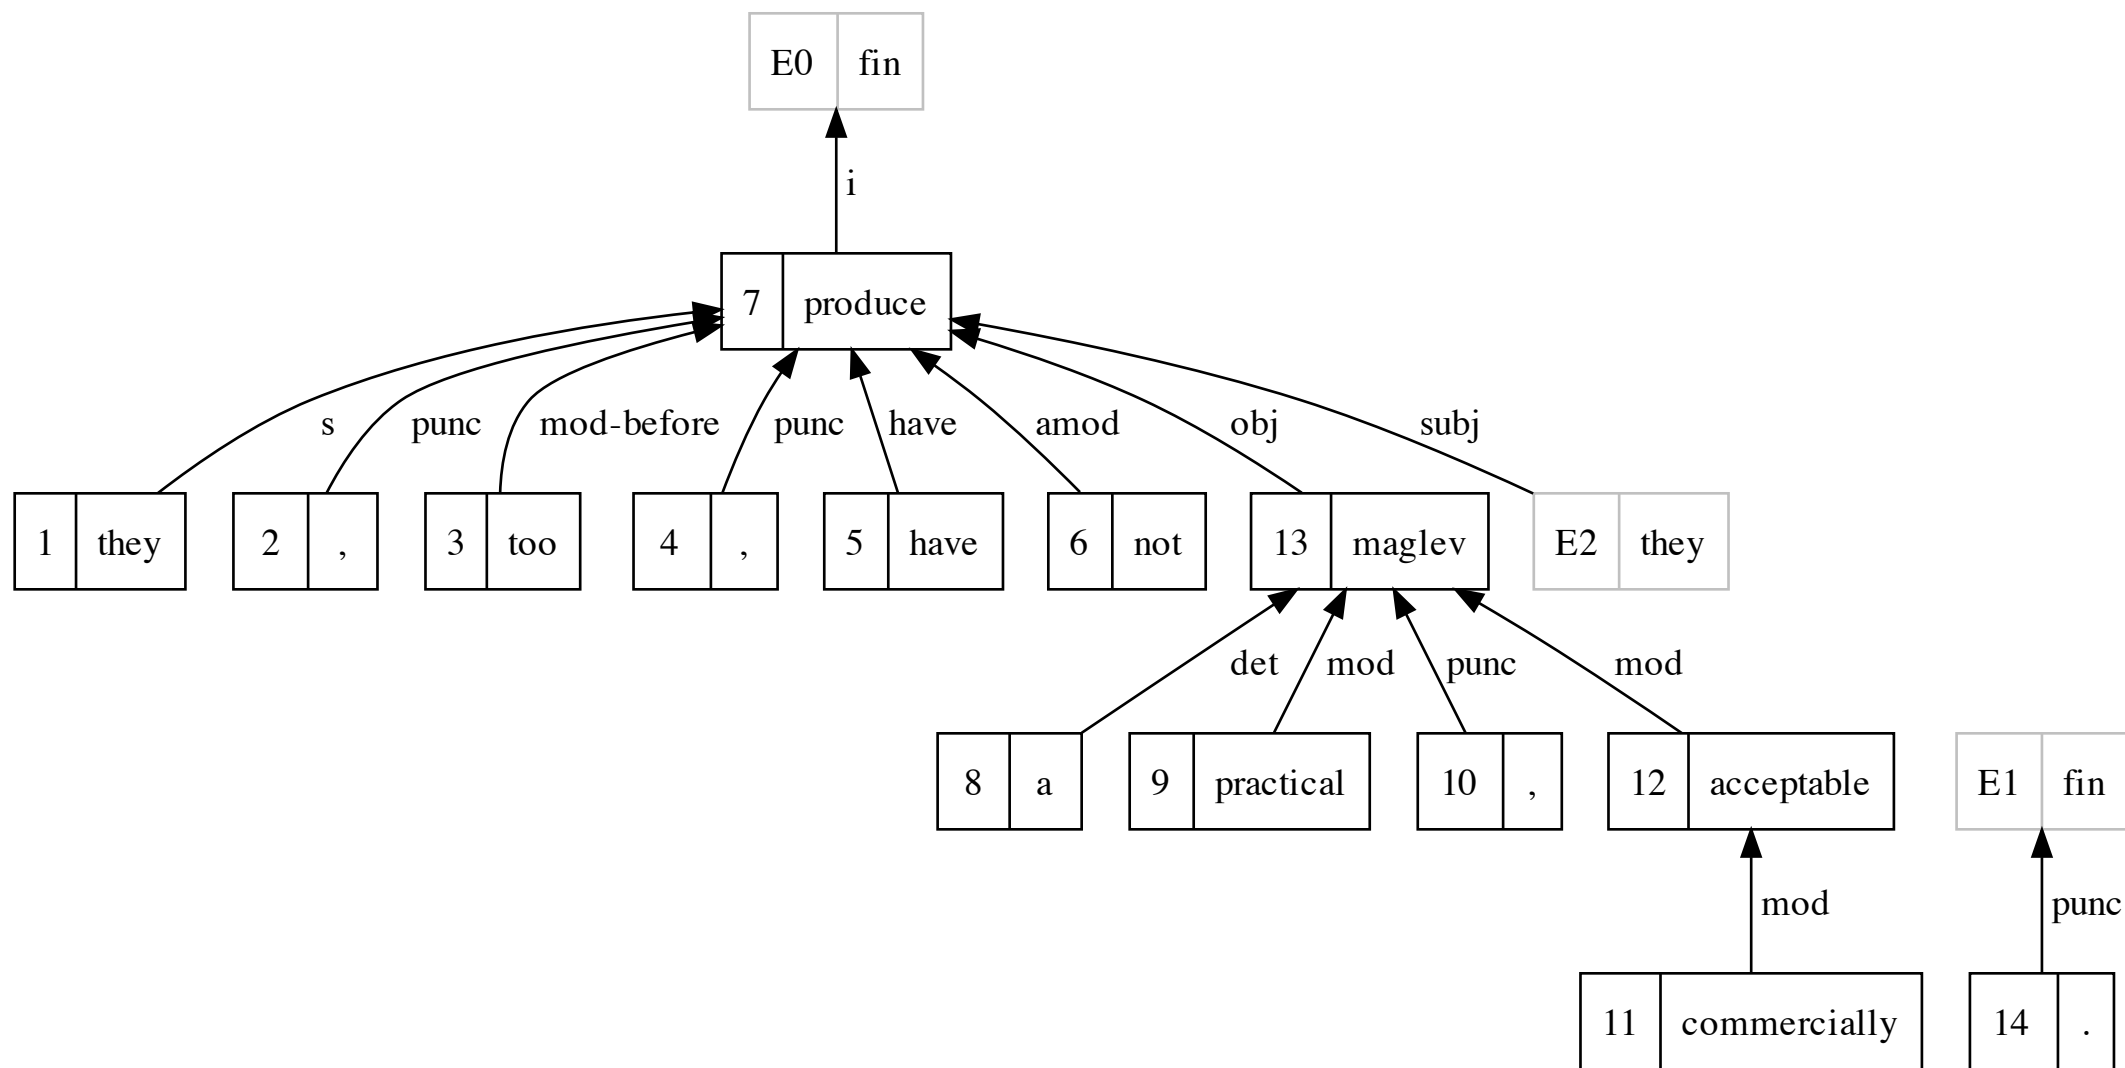 E0 fin
i
7 produce
s punc mod-before punc have amod obj subj
1 they 2 , 3 too 4 , 5 have 6 not 13 maglev E2 they
det mod punc mod
8 a 9 practical 10 , 12 acceptable E1 fin
mod punc
11 commercially 14 .